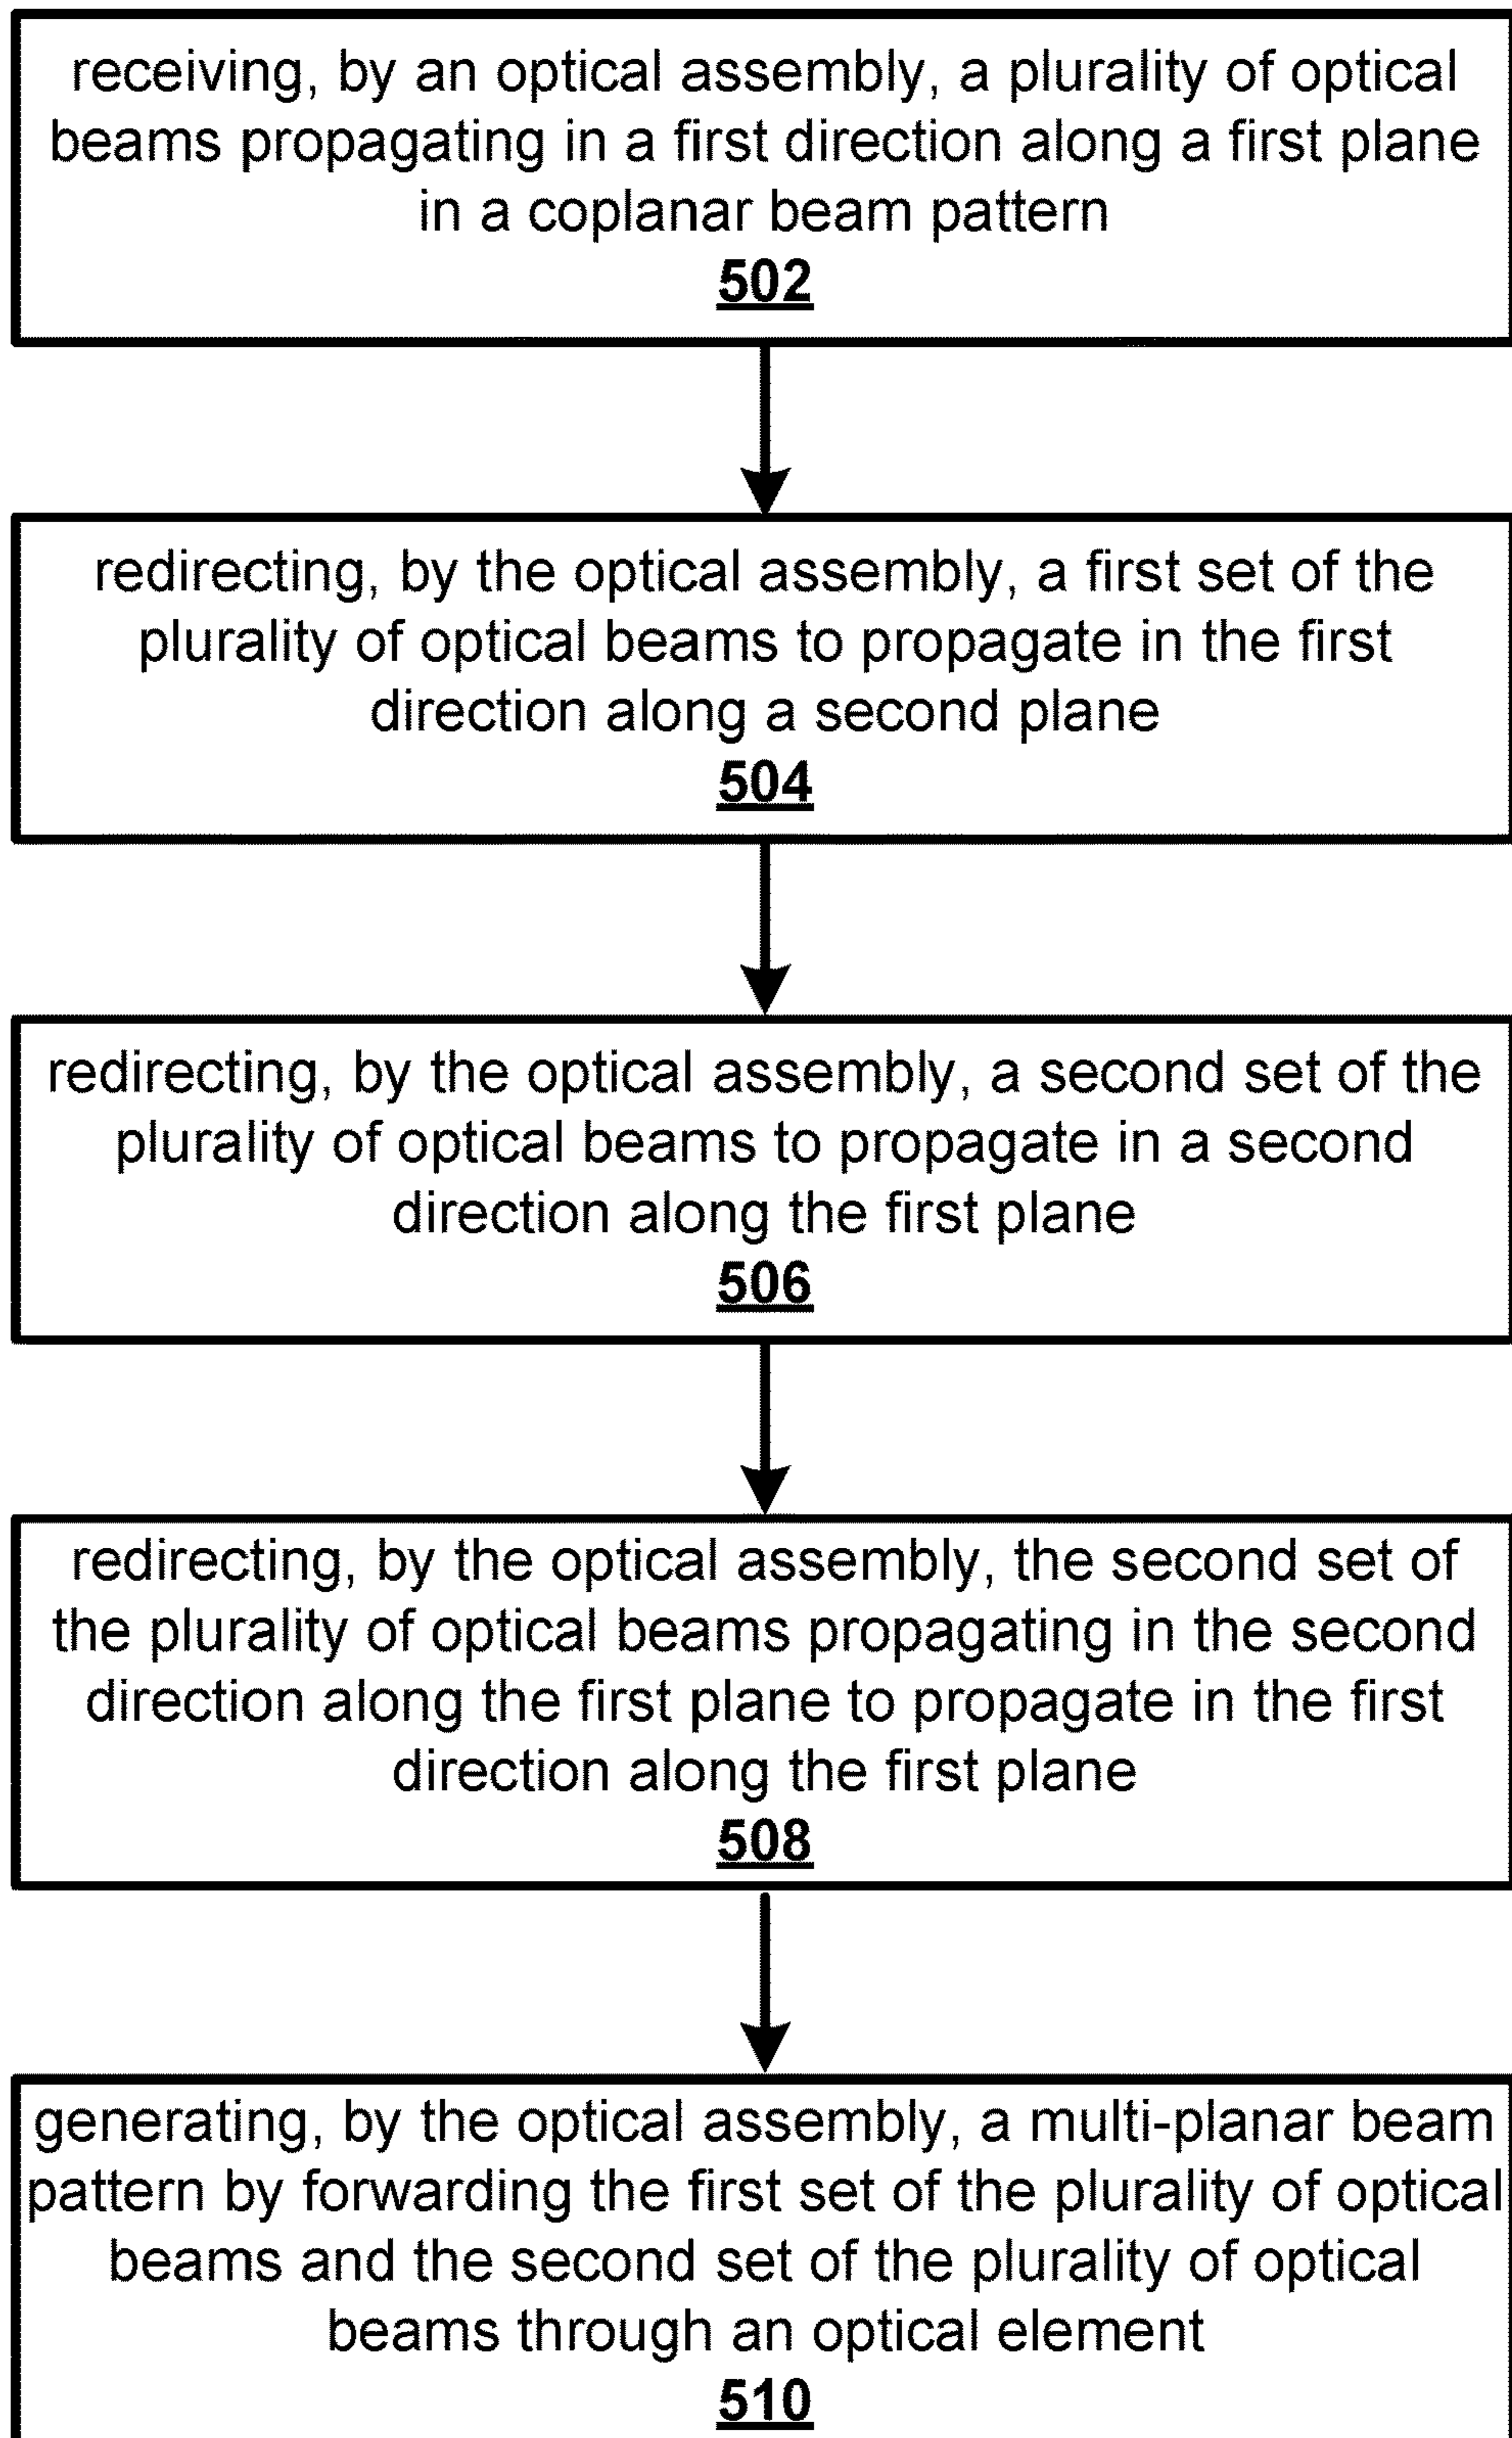 receiving, by an optical assembly, a plurality of optical
beams propagating in a first direction along a first plane
in a coplanar beam pattern
502
redirecting, by the optical assembly, a first set of the
plurality of optical beams to propagate in the first
direction along a second plane
504
redirecting, by the optical assembly, a second set of the
plurality of optical beams to propagate in a second
direction along the first plane
506
redirecting, by the optical assembly, the second set of
the plurality of optical beams propagating in the second
direction along the first plane to propagate in the first
direction along the first plane
508
generating, by the optical assembly, a multi-planar beam
pattern by forwarding the first set of the plurality of optical
beams and the second set of the plurality of optical
beams through an optical element
510